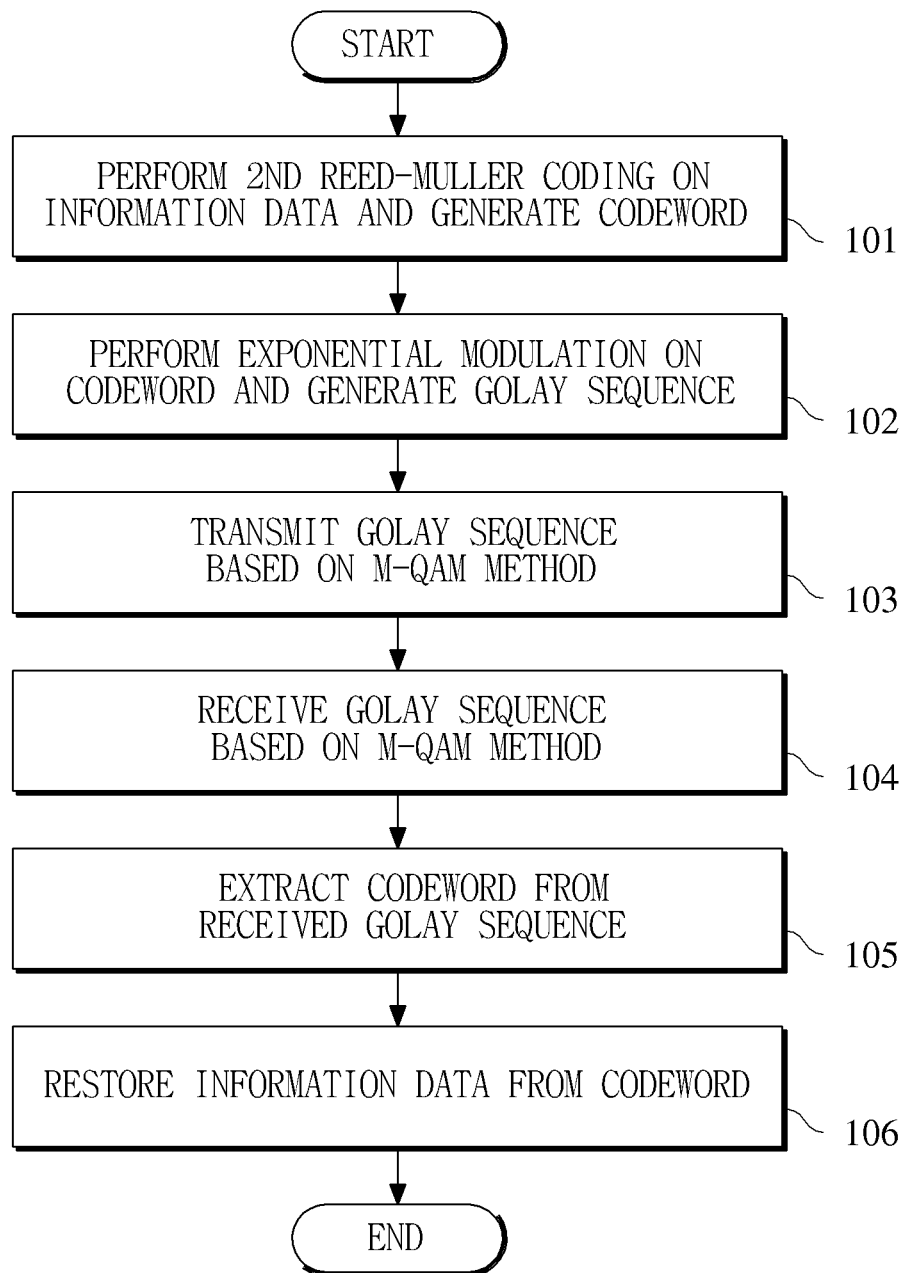 START
PERFORM 2ND REED-MULLER CODING ON
INFORMATION DATA AND GENERATE CODEWORD
101
PERFORM EXPONENTIAL MODULATION ON
CODEWORD AND GENERATE GOLAY SEQUENCE
102
TRANSMIT GOLAY SEQUENCE
BASED ON M-QAM METHOD
103
RECEIVE GOLAY SEQUENCE
BASED ON M-QAM METHOD
104
EXTRACT CODEWORD FROM
RECEIVED GOLAY SEQUENCE
105
RESTORE INFORMATION DATA FROM CODEWORD
106
END